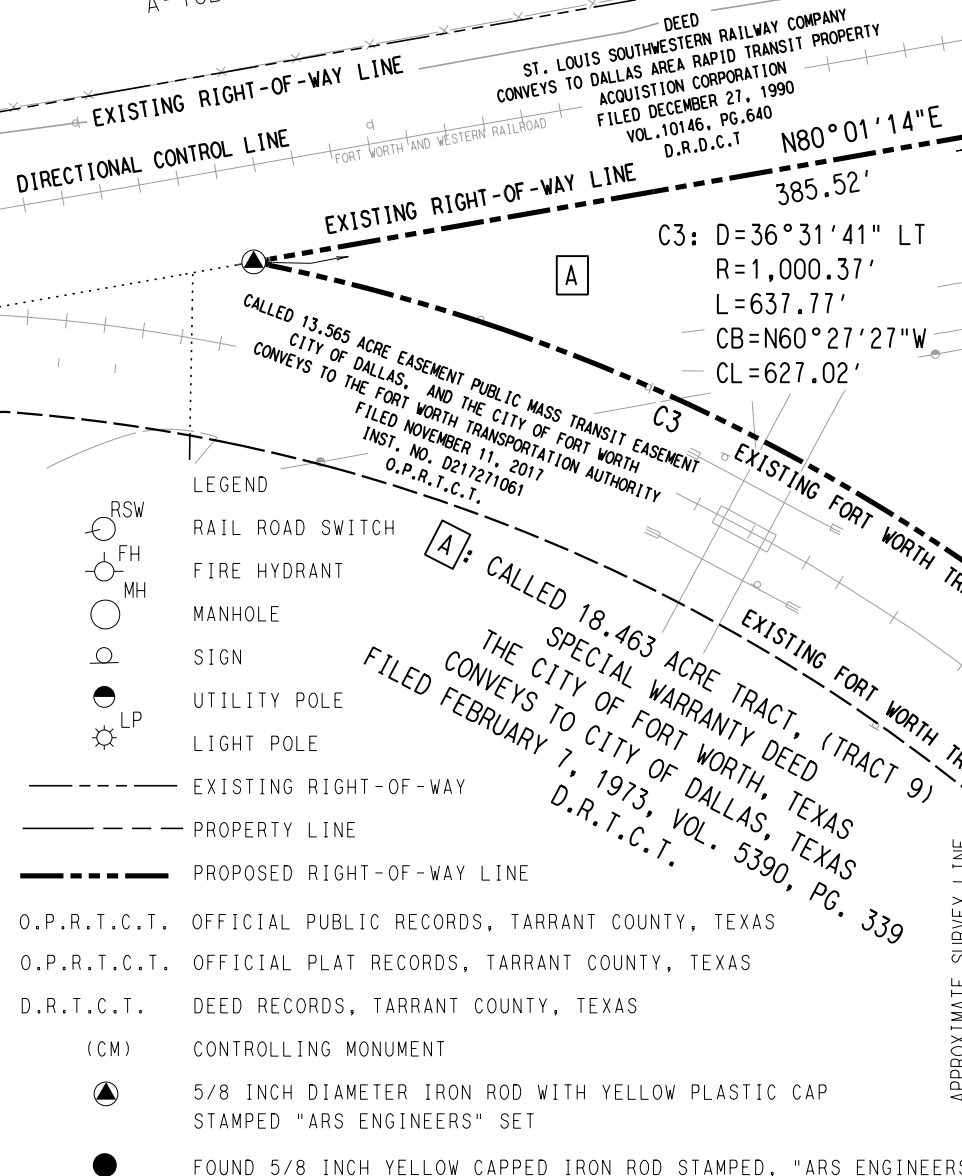 EXISTING RIGHT-OF-WAY LINE
DEED
ST. LOUIS SOUTHWESTERN RAILWAY COMPANY
CONVEYS TO DALLAS AREA RAPID TRANSIT PROPERTY
ACQUISTION CORPORATION
FILED DECEMBER 27, 1990
VOL.10146, PG.640
D.R.D.C.T
DIRECTIONAL CONTROL LINE
FORT WORTH AND WESTERN RAILROAD
EXISTING RIGHT-OF-WAY LINE
N80°01'14"E
385.52'
C3: D=36°31'41" LT
R=1,000.37'
L=637.77'
CB=N60°27'27"W
CL=627.02'
A
CALLED 13.565 ACRE EASEMENT PUBLIC MASS TRANSIT EASEMENT
CITY OF DALLAS, AND THE CITY OF FORT WORTH
CONVEYS TO THE FORT WORTH TRANSPORTATION AUTHORITY
FILED NOVEMBER 11, 2017
INST. NO. D217271061
O.P.R.T.C.T.
C3
EXISTING FORT WORTH
EXISTING FORT WORTH
A: CALLED 18.463 ACRE TRACT, (TRACT 9)
SPECIAL WARRANTY DEED
THE CITY OF FORT WORTH, TEXAS
CONVEYS TO CITY OF DALLAS, TEXAS
FILED FEBRUARY 7, 1973, VOL. 5390, PG. 339
D.R.T.C.T.
LEGEND
RSW RAIL ROAD SWITCH
FH FIRE HYDRANT
MH MANHOLE
SIGN
UTILITY POLE
LP LIGHT POLE
EXISTING RIGHT-OF-WAY
PROPERTY LINE
PROPOSED RIGHT-OF-WAY LINE
O.P.R.T.C.T. OFFICIAL PUBLIC RECORDS, TARRANT COUNTY, TEXAS
O.P.R.T.C.T. OFFICIAL PLAT RECORDS, TARRANT COUNTY, TEXAS
D.R.T.C.T. DEED RECORDS, TARRANT COUNTY, TEXAS
(CM) CONTROLLING MONUMENT
5/8 INCH DIAMETER IRON ROD WITH YELLOW PLASTIC CAP
STAMPED "ARS ENGINEERS" SET
FOUND 5/8 INCH YELLOW CAPPED IRON ROD STAMPED, "ARS ENGINEERS
APPROXIMATE SURVEY LINE